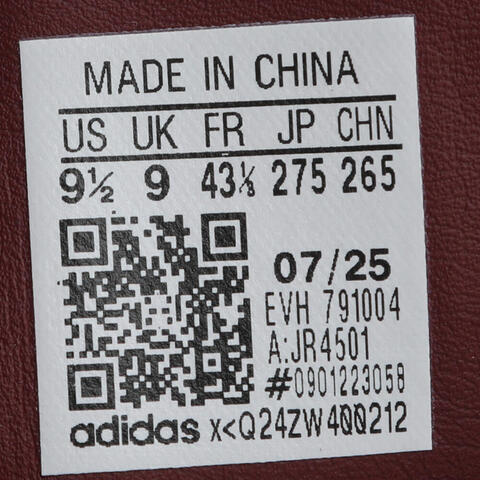 MADE IN CHINA
US UK FR JP CHN
9½ 9 43⅓ 275 265
07/25
EVH 791004
A:JR4501
#0901223058
adidas x<Q24ZW400212